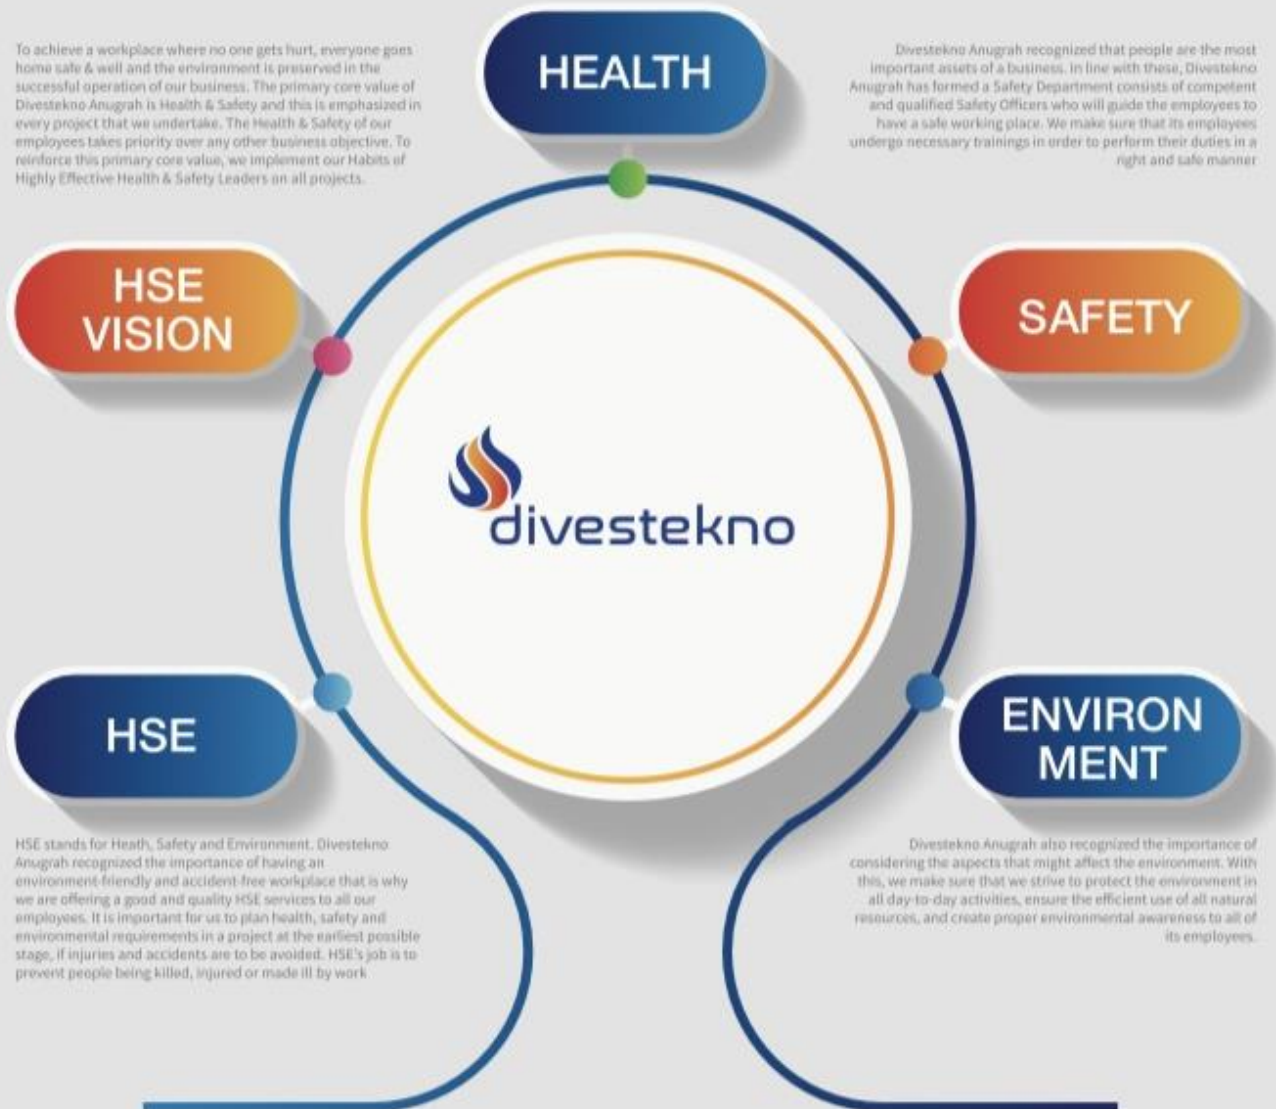 To achieve a workplace where no one gets hurt, everyone goes
home safe & well and the environment is preserved in the
successful operation of our business. The primary core value of
Divestekno Anugrah is Health & Safety and this is emphasized in
every project that we undertake. The Health & Safety of our
employees takes priority over any other business objective. To
reinforce this primary core value, we implement our Habits of
Highly Effective Health & Safety Leaders on all projects.
HEALTH
Divestekno Anugrah recognized that people are the most
important assets of a business. In line with these, Divestekno
Anugrah has formed a Safety Department consists of competent
and qualified Safety Officers who will guide the employees to
have a safe working place. We make sure that its employees
undergo necessary trainings in order to perform their duties in a
right and safe manner
HSE
VISION
SAFETY
divestekno
HSE
ENVIRON
MENT
HSE stands for Heath, Safety and Environment. Divestekno
Anugrah recognized the importance of having an
environment-friendly and accident-free workplace that is why
we are offering a good and quality HSE services to all our
employees. It is important for us to plan health, safety and
environmental requirements in a project at the earliest possible
stage, if injuries and accidents are to be avoided. HSE's job is to
prevent people being killed, injured or made ill by work
Divestekno Anugrah also recognized the importance of
considering the aspects that might affect the environment. With
this, we make sure that we strive to protect the environment in
all day-to-day activities, ensure the efficient use of all natural
resources, and create proper environmental awareness to all of
its employees.